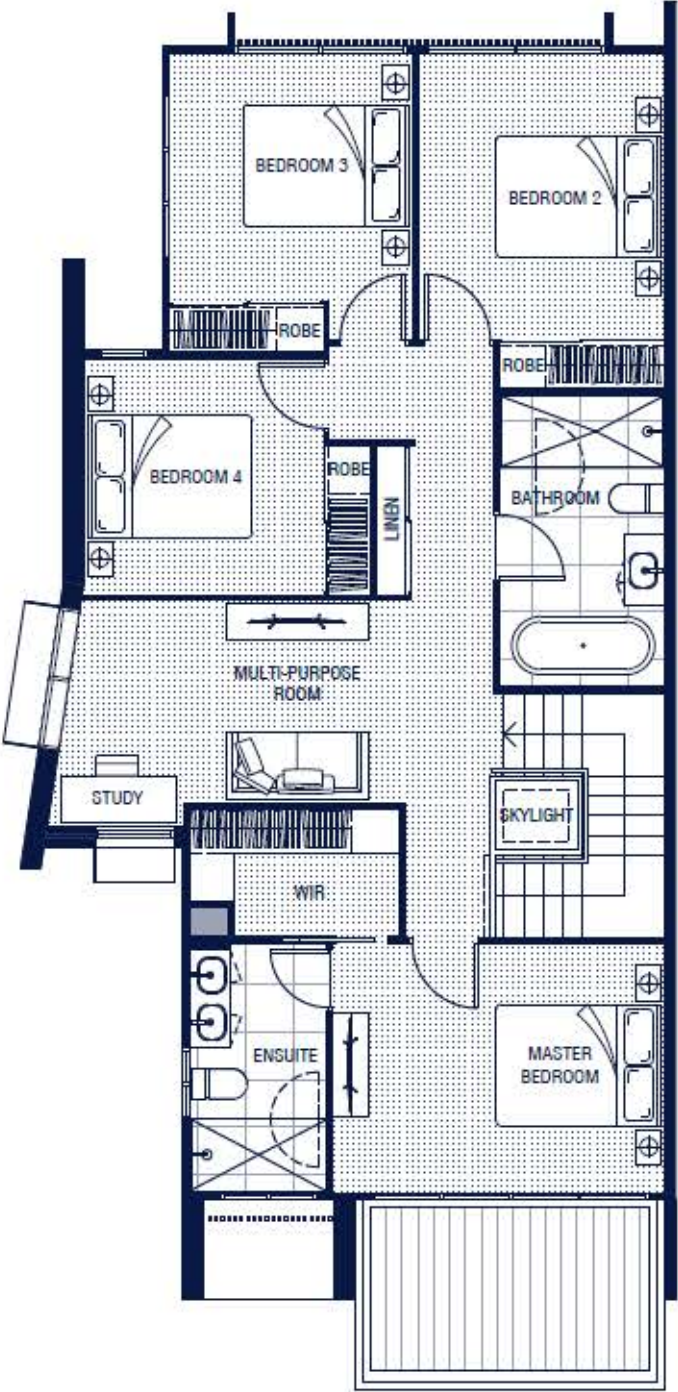 BEDROOM 3
BEDROOM 2
ROBE
ROBE
BEDROOM 4
ROBE
LINEN
BATHROOM
MULTI-PURPOSE
ROOM
STUDY
SKYLIGHT
WIR
ENSUITE
MASTER
BEDROOM